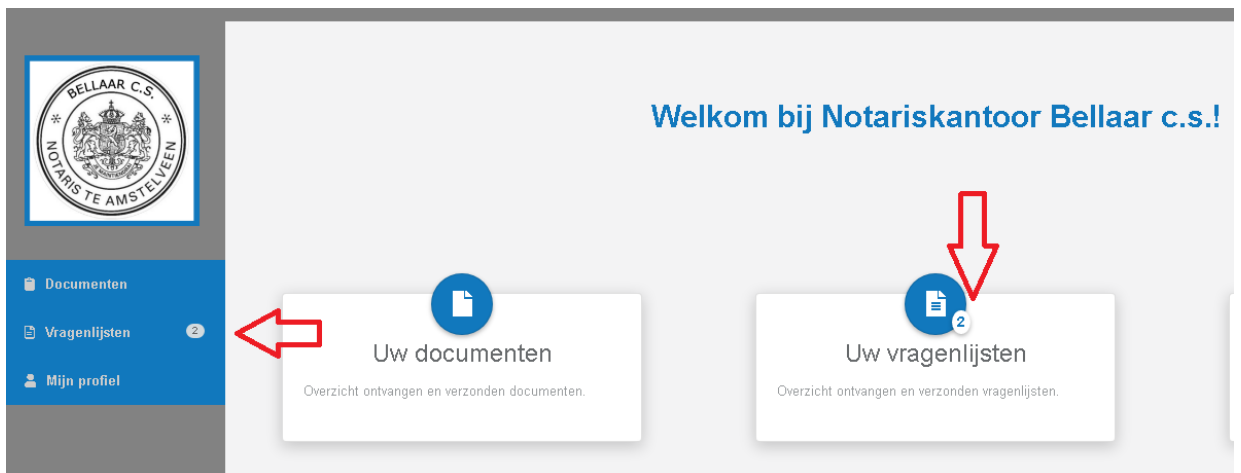 BELLAAR C.S.
* NOTARIS TE AMSTELVEEN *
Welkom bij Notariskantoor Bellaar c.s.!
Documenten
Vragenlijsten 2
Mijn profiel
Uw documenten
Overzicht ontvangen en verzonden documenten.
2
Uw vragenlijsten
Overzicht ontvangen en verzonden vragenlijsten.